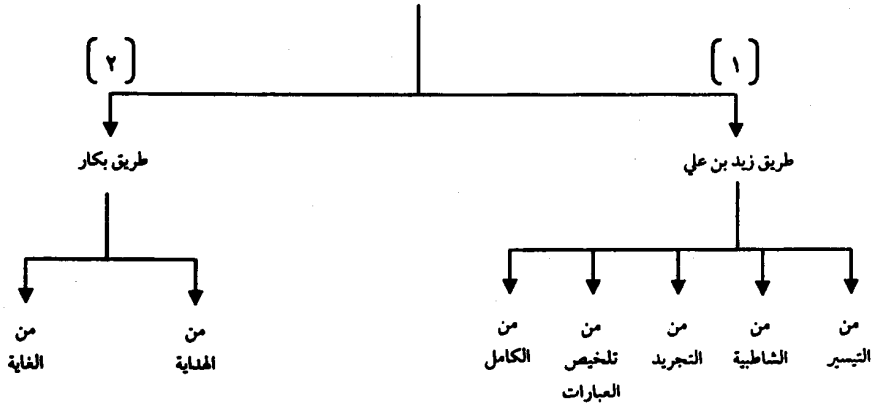 (١)
(٢)
طريق زيد بن علي
طريق بكار
من
التيسير
من
الشاطبية
من
التجريد
من
تلخيص
العبارات
من
الكامل
من
الهداية
من
الغاية